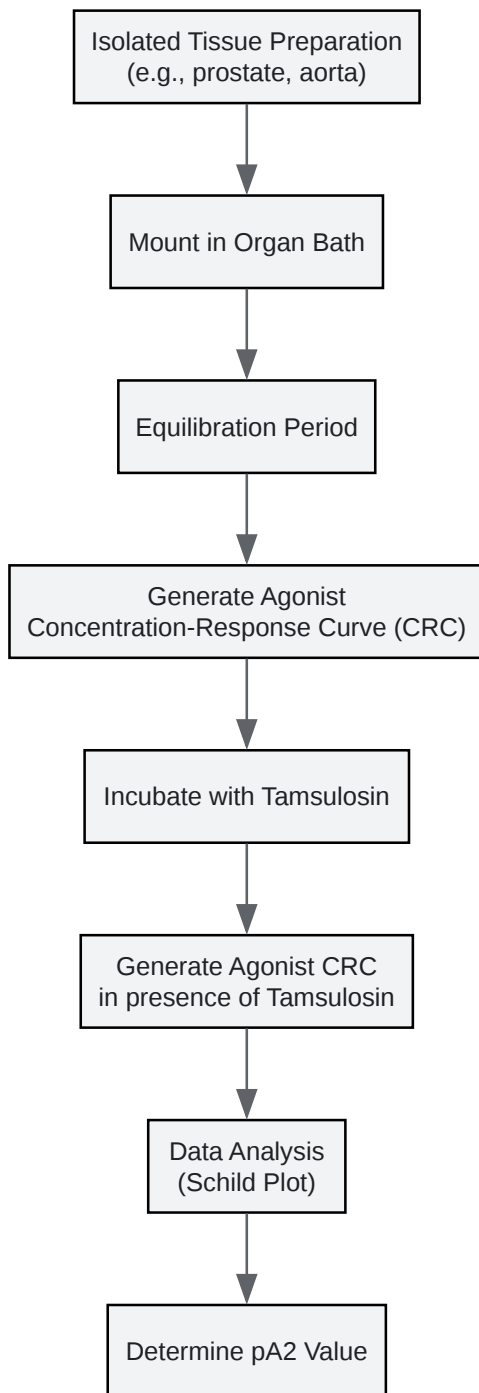 Isolated Tissue Preparation
(e.g., prostate, aorta)
Mount in Organ Bath
Equilibration Period
Generate Agonist
Concentration-Response Curve (CRC)
Incubate with Tamsulosin
Generate Agonist CRC
in presence of Tamsulosin
Data Analysis
(Schild Plot)
Determine pA2 Value